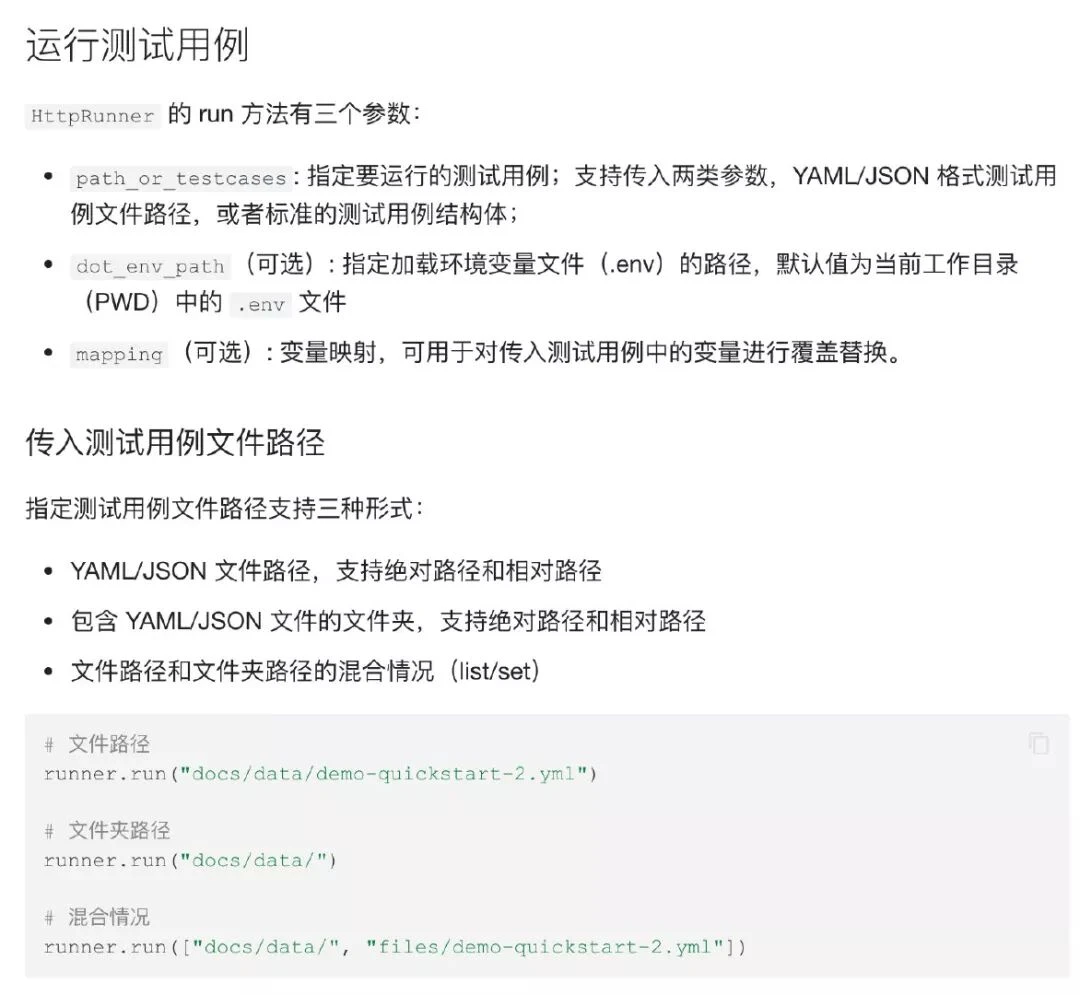 运行测试用例
HttpRunner 的 run 方法有三个参数：
• path_or_testcases: 指定要运行的测试用例；支持传入两类参数，YAML/JSON 格式测试用
例文件路径，或者标准的测试用例结构体；
• dot_env_path （可选）: 指定加载环境变量文件（.env）的路径，默认值为当前工作目录
（PWD）中的 .env 文件
• mapping （可选）: 变量映射，可用于对传入测试用例中的变量进行覆盖替换。
传入测试用例文件路径
指定测试用例文件路径支持三种形式：
• YAML/JSON 文件路径，支持绝对路径和相对路径
• 包含 YAML/JSON 文件的文件夹，支持绝对路径和相对路径
• 文件路径和文件夹路径的混合情况（list/set）
# 文件路径
runner.run("docs/data/demo-quickstart-2.yml")
# 文件夹路径
runner.run("docs/data/")
# 混合情况
runner.run(["docs/data/", "files/demo-quickstart-2.yml"])